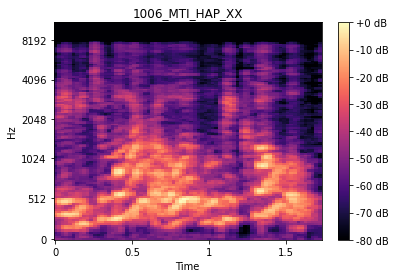 1006_MTI_HAP_XX
+0 dB
8192
-10 dB
4096
-20 dB
-30 dB
2048
Hz
-40 dB
1024
-50 dB
512
-60 dB
-70 dB
0
-80 dB
0
0.5
1
1.5
Time